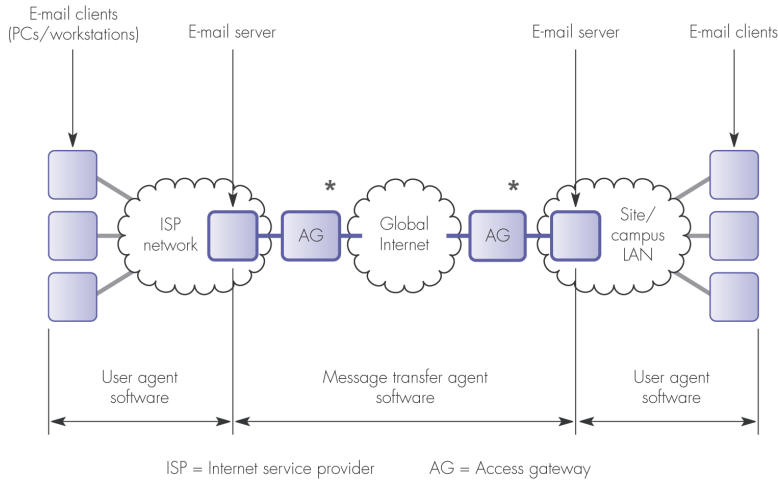 E-mail clients
(PCs/workstations)
E-mail server
E-mail server
E-mail clients
*
*
ISP
network
AG
Global
Internet
AG
Site/
campus
LAN
User agent
software
Message transfer agent
software
User agent
software
ISP = Internet service provider
AG = Access gateway